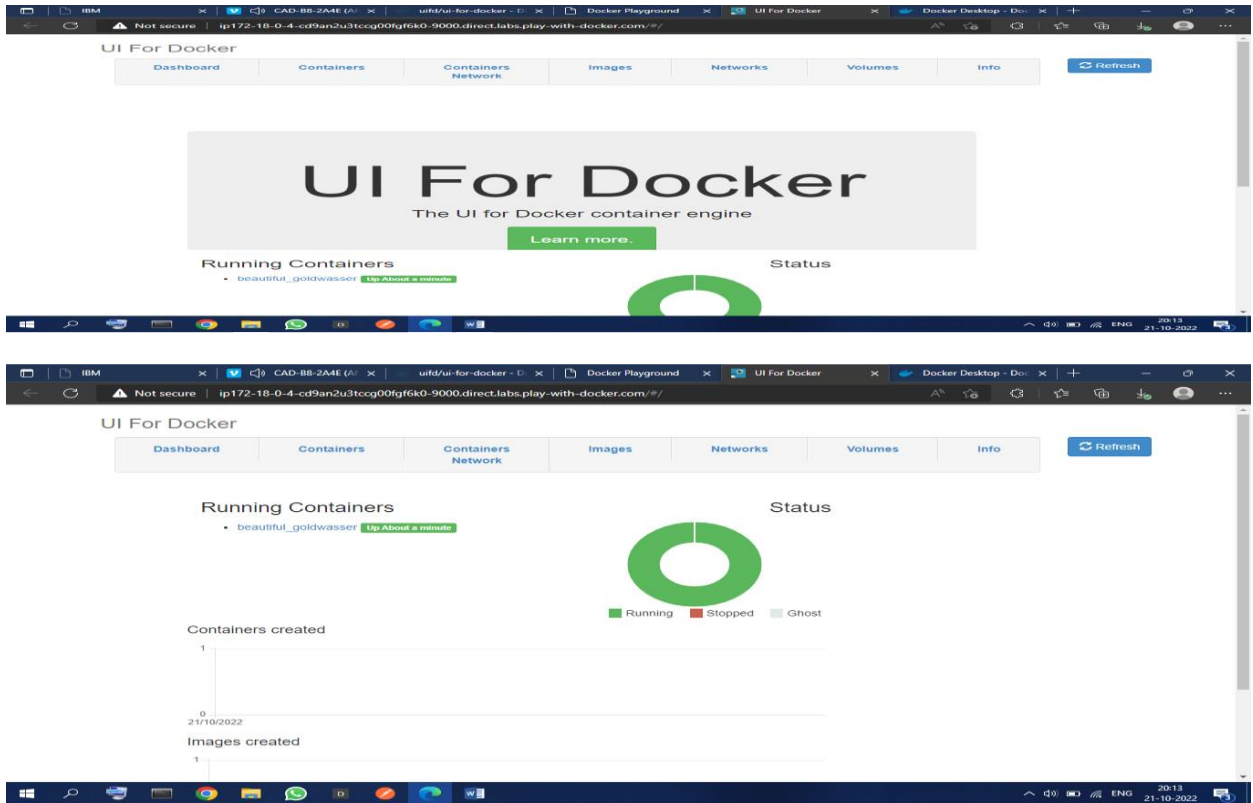 IBM CAD-B8-2A4E (A uifd/ui-for-docker - D Docker Playground UI For Docker Docker Desktop - Doc
Not secure ip172-18-0-4-cd9an2u3tccg00fgf6k0-9000.direct.labs.play-with-docker.com/#/
UI For Docker
Dashboard Containers Containers Network Images Networks Volumes Info Refresh
UI For Docker
The UI for Docker container engine
Learn more.
Running Containers Status
beautiful_goldwasser Up About a minute
ENG 20:13
21-10-2022
IBM CAD-B8-2A4E (A uifd/ui-for-docker - D Docker Playground UI For Docker Docker Desktop - Doc
Not secure ip172-18-0-4-cd9an2u3tccg00fgf6k0-9000.direct.labs.play-with-docker.com/#/
UI For Docker
Dashboard Containers Containers Network Images Networks Volumes Info Refresh
Running Containers Status
beautiful_goldwasser Up About a minute
Running Stopped Ghost
Containers created
1
0
21/10/2022
Images created
1
ENG 20:13
21-10-2022